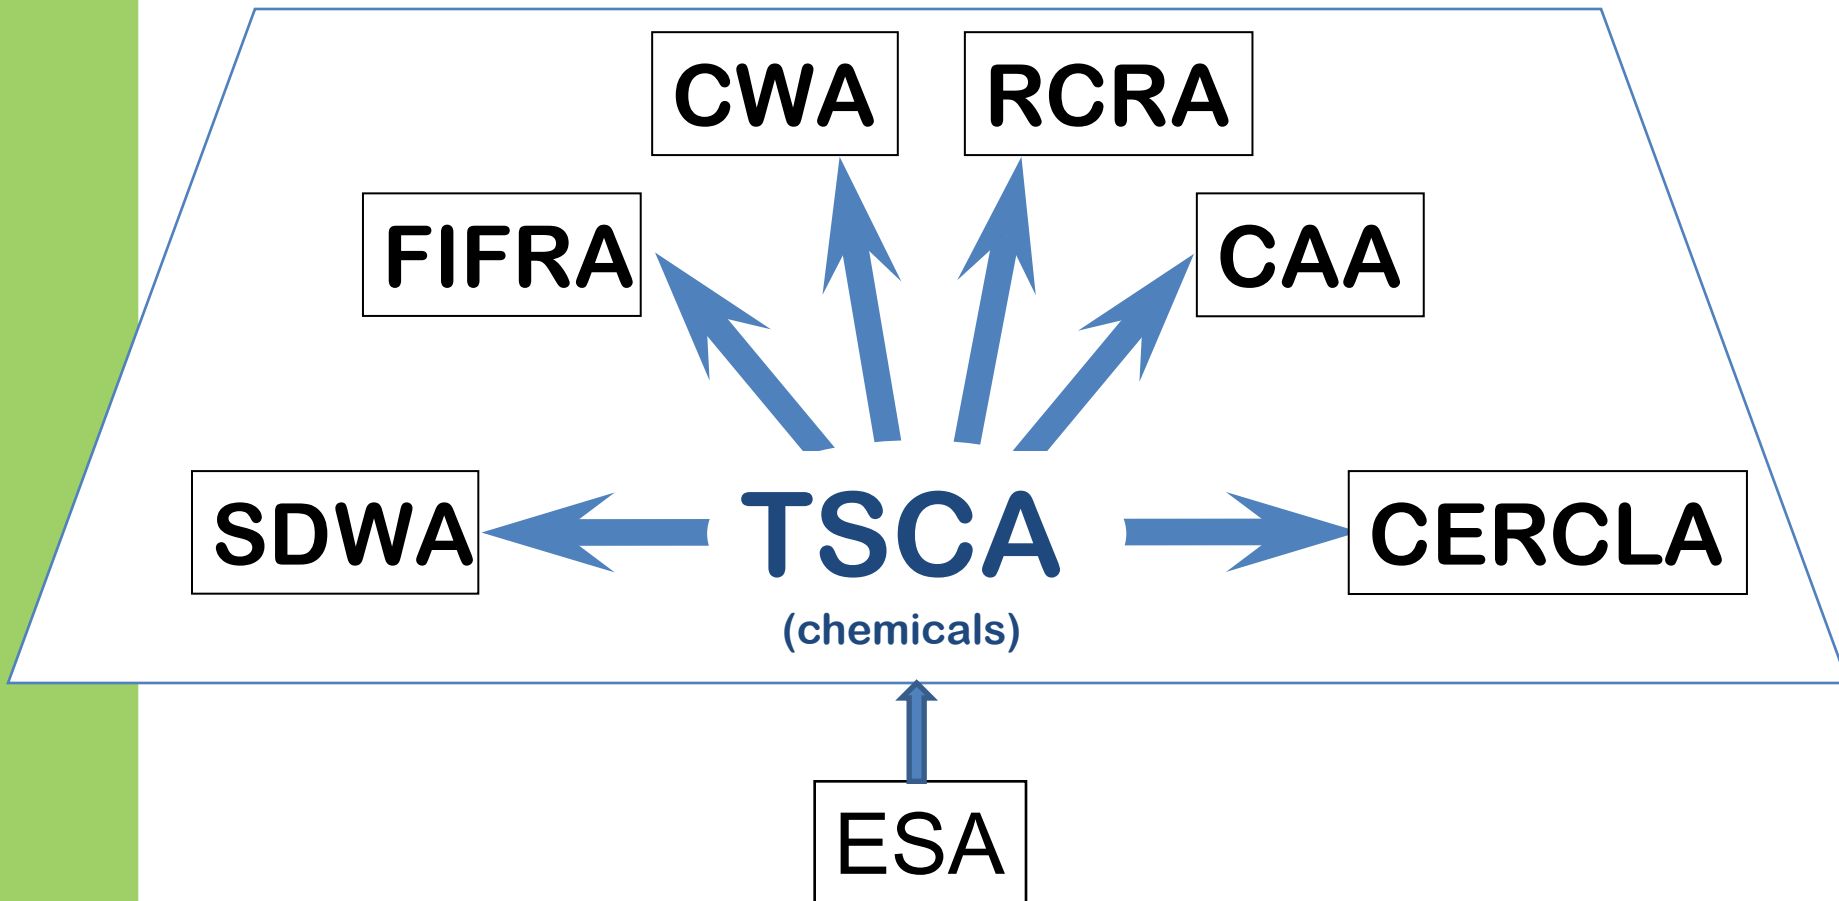 CWA
RCRA
FIFRA
CAA
SDWA
TSCA
CERCLA
(chemicals)
ESA